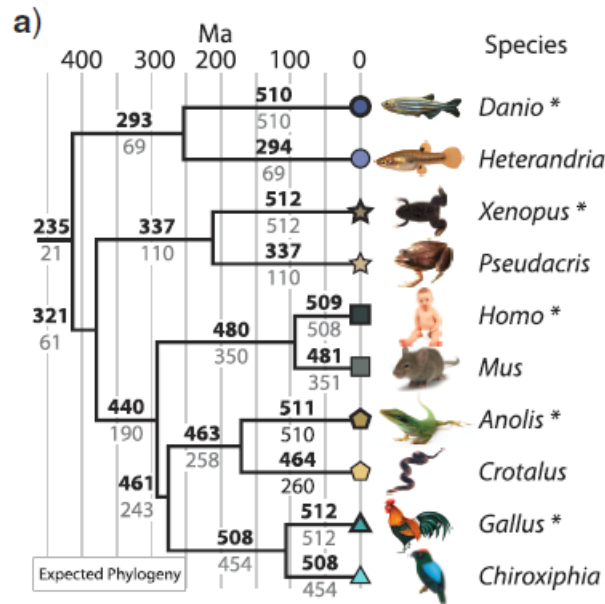 a)
Ma
Species
400 300 200 100 0
510
293
Danio *
510
69
294
Heterandria
69
512
Xenopus *
235
337
512
21
110
337
Pseudacris
110
321
509
Homo *
61
480
508
350
481
Mus
351
440
511
Anolis *
190
463
510
258
464
Crotalus
461
260
243
512
Gallus *
508
512
454
508
Chiroxiphia
Expected Phylogeny
454